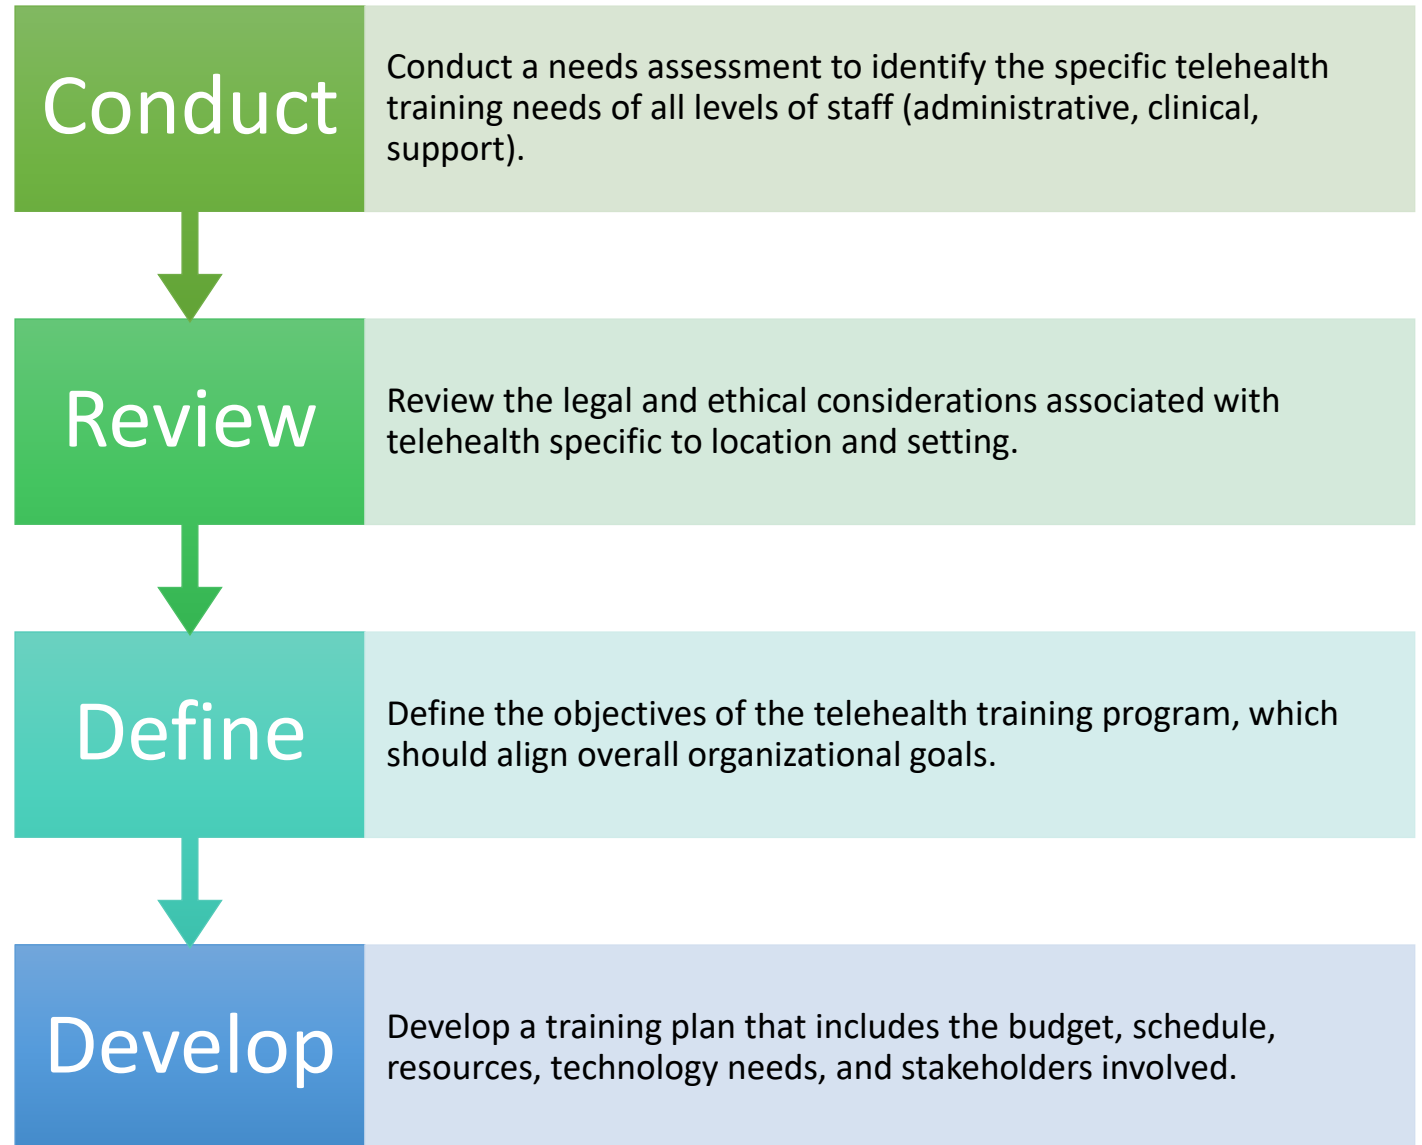 Conduct
Conduct a needs assessment to identify the specific telehealth
training needs of all levels of staff (administrative, clinical,
support).
Review
Review the legal and ethical considerations associated with
telehealth specific to location and setting.
Define
Define the objectives of the telehealth training program, which
should align overall organizational goals.
Develop
Develop a training plan that includes the budget, schedule,
resources, technology needs, and stakeholders involved.